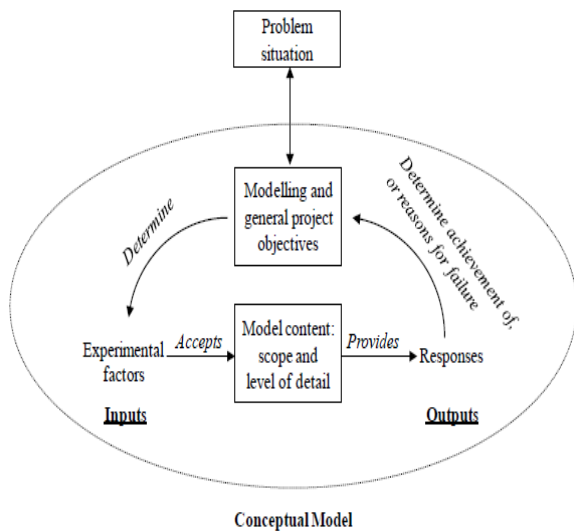 Problem
situation
Modelling and
general project
objectives
Determine
Determine achievement of,
or reasons for failure
Experimental
factors
Accepts
Model content:
scope and
level of detail
Provides
Responses
Inputs
Outputs
Conceptual Model